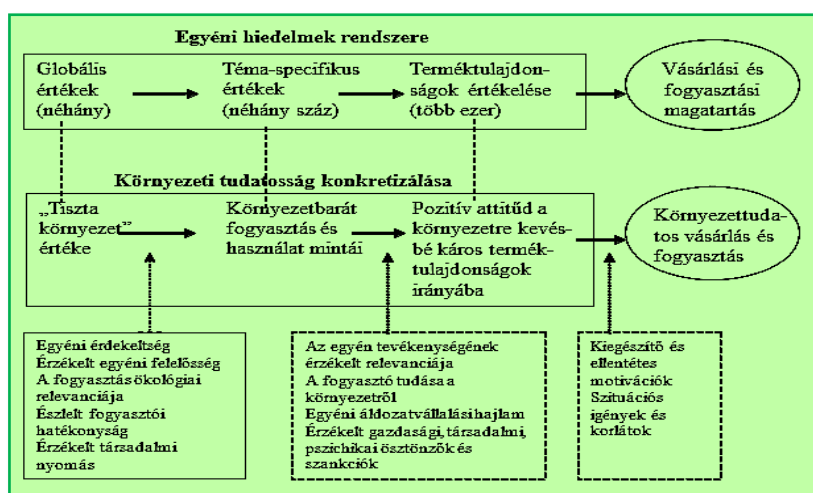 Egyéni hiedelmek rendszere
Globális
értékek
(néhány)
Téma-specifikus
értékek
(néhány száz)
Terméktulajdon-
ságok értékelése
(több ezer)
Vásárlási és
fogyasztási
magatartás
Környezeti tudatosság konkretizálása
„Tiszta
környezet”
értéke
Környezetbarát
fogyasztás és
használat mintái
Pozitív attitűd a
környezetre kevés-
bé káros termék-
tulajdonságok
irányába
Környezettuda-
tos vásárlás és
fogyasztás
Egyéni érdekeltség
Érzékelt egyéni felelősség
A fogyasztás ökológiai
relevanciája
Észlelt fogyasztói
hatékonyság
Érzékelt társadalmi
nyomás
Az egyén tevékenységének
érzékelt relevanciája
A fogyasztó tudása a
környezetről
Egyéni áldozatvállalási hajlam
Érzékelt gazdasági, társadalmi,
pszichikai ösztönzők és
szankciók
Kiegészítő és
ellentétes
motivációk
Szituációs
igények és
korlátok